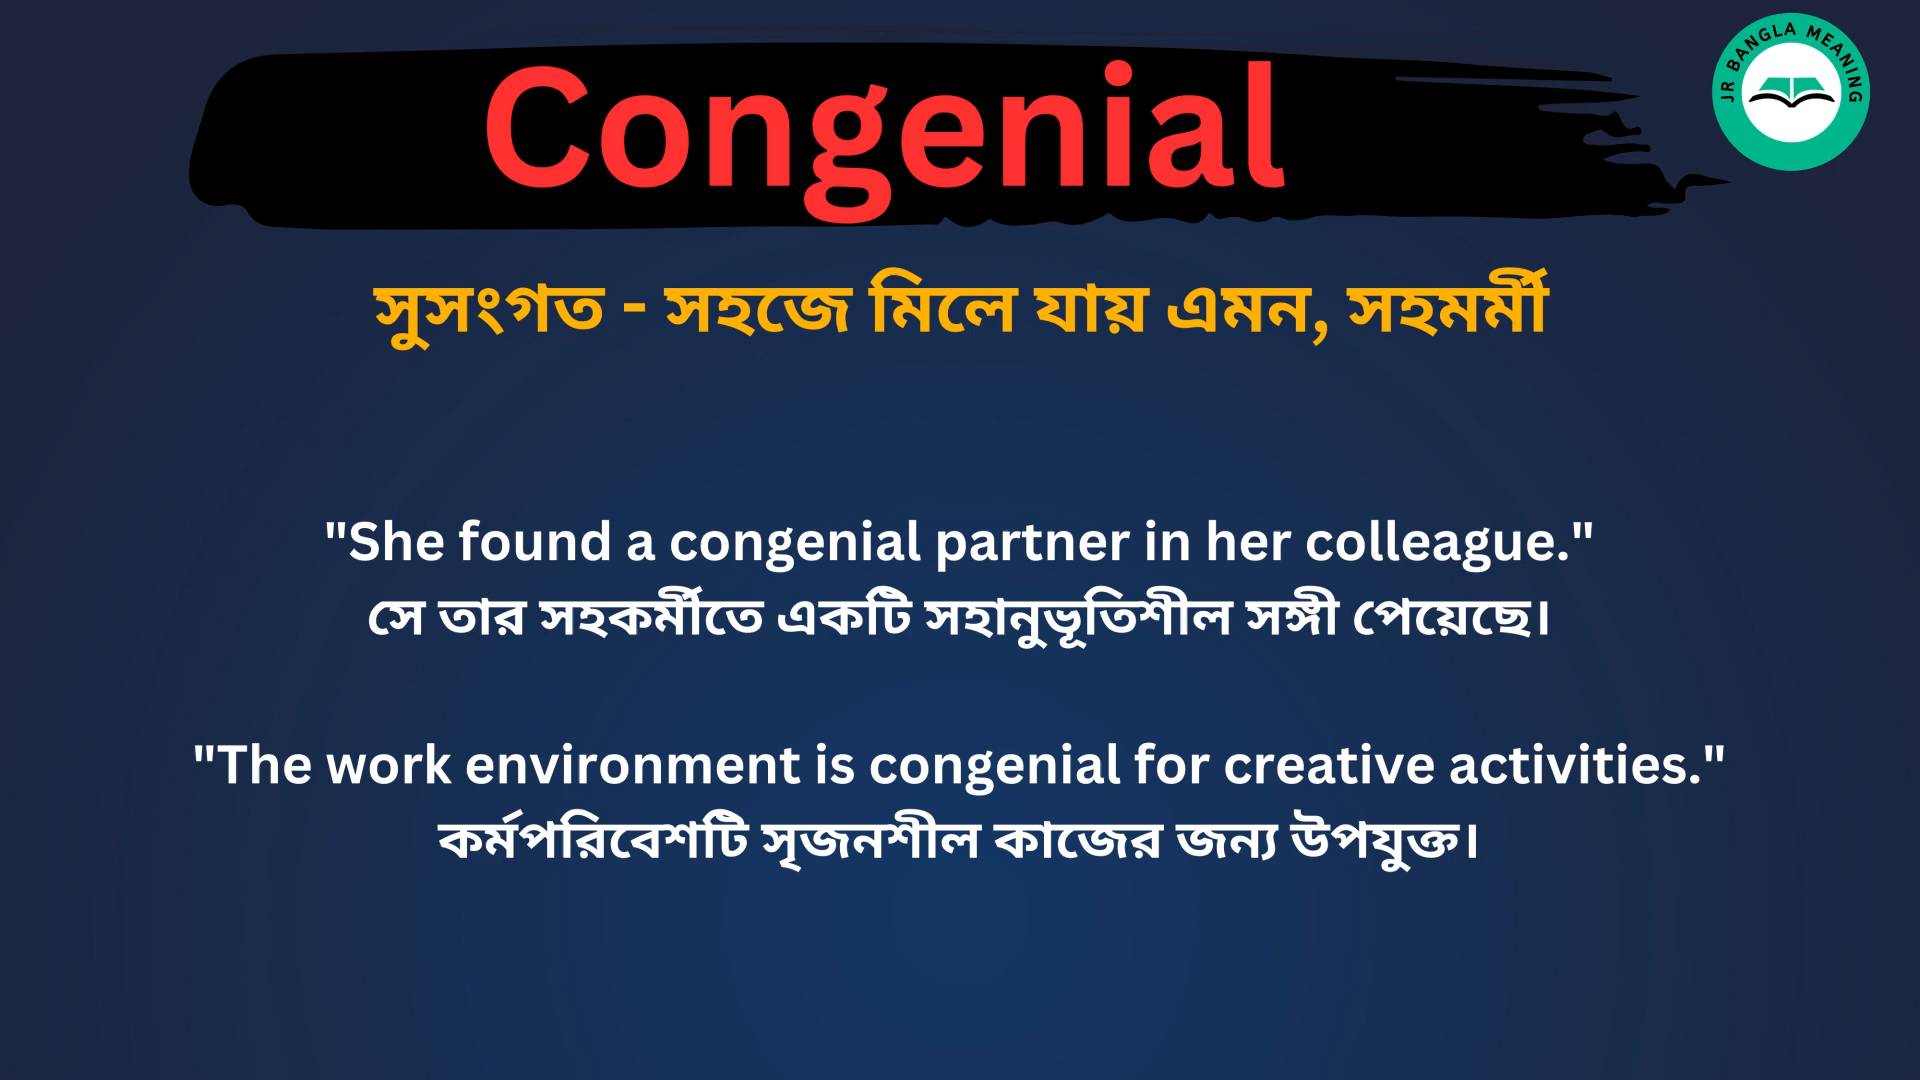 Congenial
JR BANGLA MEANING
সুসংগত - সহজে মিলে যায় এমন, সহমর্মী
"She found a congenial partner in her colleague."
সে তার সহকর্মীতে একটি সহানুভূতিশীল সঙ্গী পেয়েছে।
"The work environment is congenial for creative activities."
কর্মপরিবেশটি সৃজনশীল কাজের জন্য উপযুক্ত।